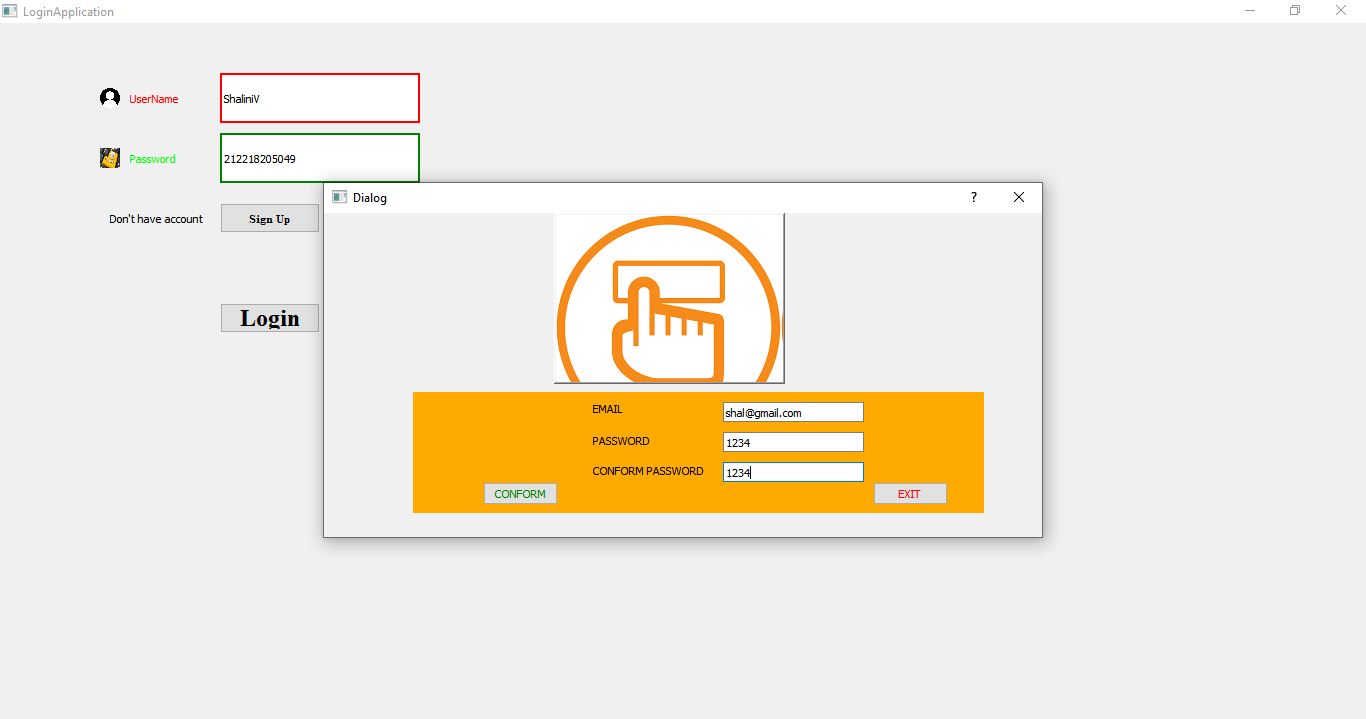 LoginApplication
UserName
ShaliniV
Password
212218205049
Don't have account
Sign Up
Login
Dialog
?
EMAIL
shal@gmail.com
PASSWORD
1234
CONFORM PASSWORD
1234
CONFORM
EXIT